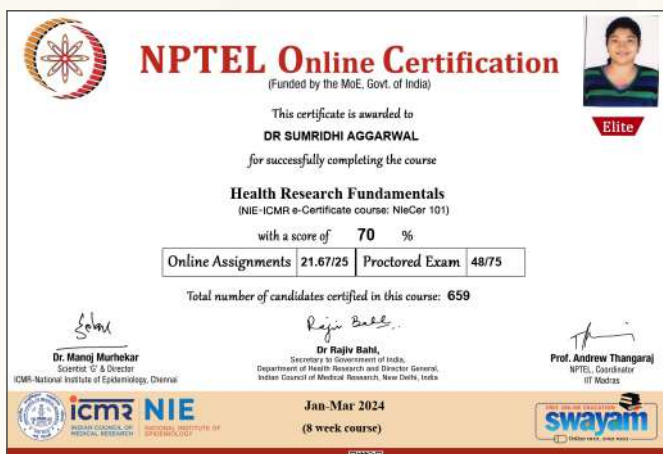 NPTEL Online Certification
(Funded by the MoE, Govt. of India)
Elite
This certificate is awarded to
DR SUMRIDHI AGGARWAL
for successfully completing the course
Health Research Fundamentals
(NIE-ICMR e-Certificate course: NIeCer 101)
with a score of 70 %
Online Assignments 21.67/25 Proctored Exam 48/75
Total number of candidates certified in this course: 659
Rajiv Bahl
Dr. Manoj Murhekar
Scientist 'G' & Director
ICMR-National Institute of Epidemiology, Chennai
Dr Rajiv Bahl,
Secretary to Government of India,
Department of Health Research and Director General,
Indian Council of Medical Research, New Delhi, India
Prof. Andrew Thangaraj
NPTEL, Coordinator
IIT Madras
icmr
INDIAN COUNCIL OF
MEDICAL RESEARCH
NIE
NATIONAL INSTITUTE OF
EPIDEMIOLOGY
Jan-Mar 2024
(8 week course)
FREE ONLINE EDUCATION
swayam